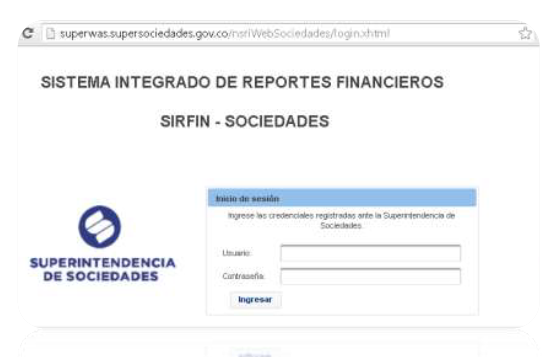 superwas.supersociedades.gov.co/nsriWebSociedades/login.xhtml
SISTEMA INTEGRADO DE REPORTES FINANCIEROS
SIRFIN - SOCIEDADES
Inicio de sesión
Ingrese las credenciales registradas ante la Superintendencia de
Sociedades
Usuario:
Contraseña:
Ingresar
SUPERINTENDENCIA
DE SOCIEDADES